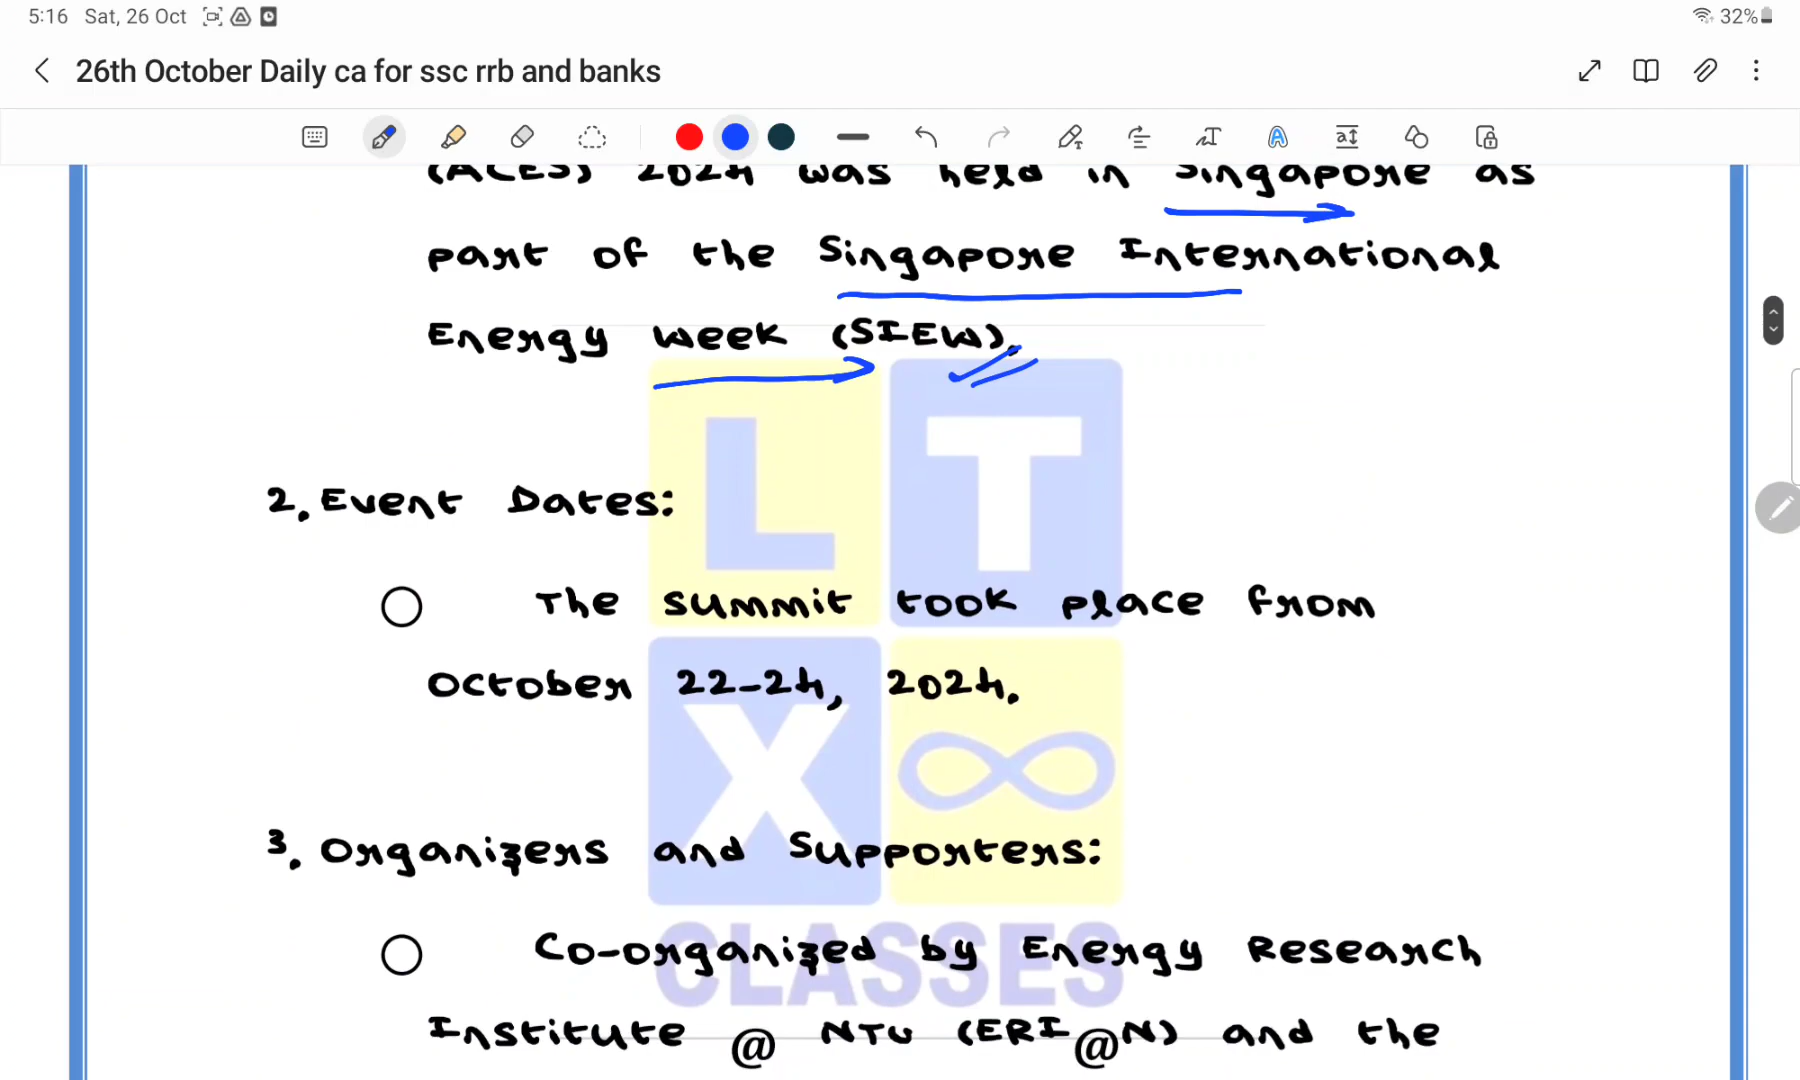 5:16 Sat, 26 Oct
32%
26th October Daily ca for ssc rrb and banks
(ACES) 2024 was held in Singapore as
part of the Singapore International
Energy Week (SIEW).
2. Event Dates:
The summit took place from
October 22-24, 2024.
3. Organizers and Supporters:
Co-organized by Energy Research
Institute @ NTU (ERI@N) and the
L T
X ∞
CLASSES